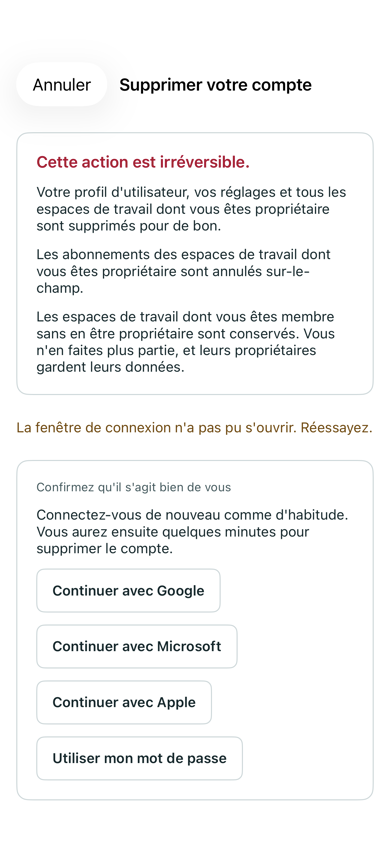 Annuler
Supprimer votre compte
Cette action est irréversible.
Votre profil d'utilisateur, vos réglages et tous les
espaces de travail dont vous êtes propriétaire
sont supprimés pour de bon.
Les abonnements des espaces de travail dont
vous êtes propriétaire sont annulés sur-le-
champ.
Les espaces de travail dont vous êtes membre
sans en être propriétaire sont conservés. Vous
n'en faites plus partie, et leurs propriétaires
gardent leurs données.
La fenêtre de connexion n'a pas pu s'ouvrir. Réessayez.
Confirmez qu'il s'agit bien de vous
Connectez-vous de nouveau comme d'habitude.
Vous aurez ensuite quelques minutes pour
supprimer le compte.
Continuer avec Google
Continuer avec Microsoft
Continuer avec Apple
Utiliser mon mot de passe